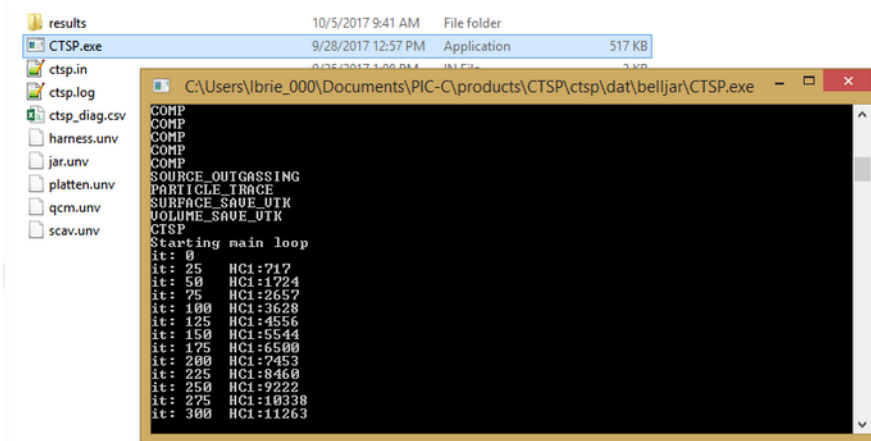 results 10/5/2017 9:41 AM File folder
CTSP.exe 9/28/2017 12:57 PM Application 517 KB
ctsp.in
ctsp.log
ctsp_diag.csv
harness.unv
jar.unv
platten.unv
qcm.unv
scav.unv
C:\Users\lbrie_000\Documents\PIC-C\products\CTSP\ctsp\dat\belljar\CTSP.exe
COMP
COMP
COMP
COMP
COMP
SOURCE_OUTGASSING
PARTICLE_TRACE
SURFACE_SAVE_VTK
VOLUME_SAVE_VTK
CTSP
Starting main loop
it: 0
it: 25 HC1:717
it: 50 HC1:1724
it: 75 HC1:2657
it: 100 HC1:3628
it: 125 HC1:4556
it: 150 HC1:5544
it: 175 HC1:6500
it: 200 HC1:7453
it: 225 HC1:8460
it: 250 HC1:9222
it: 275 HC1:10338
it: 300 HC1:11263